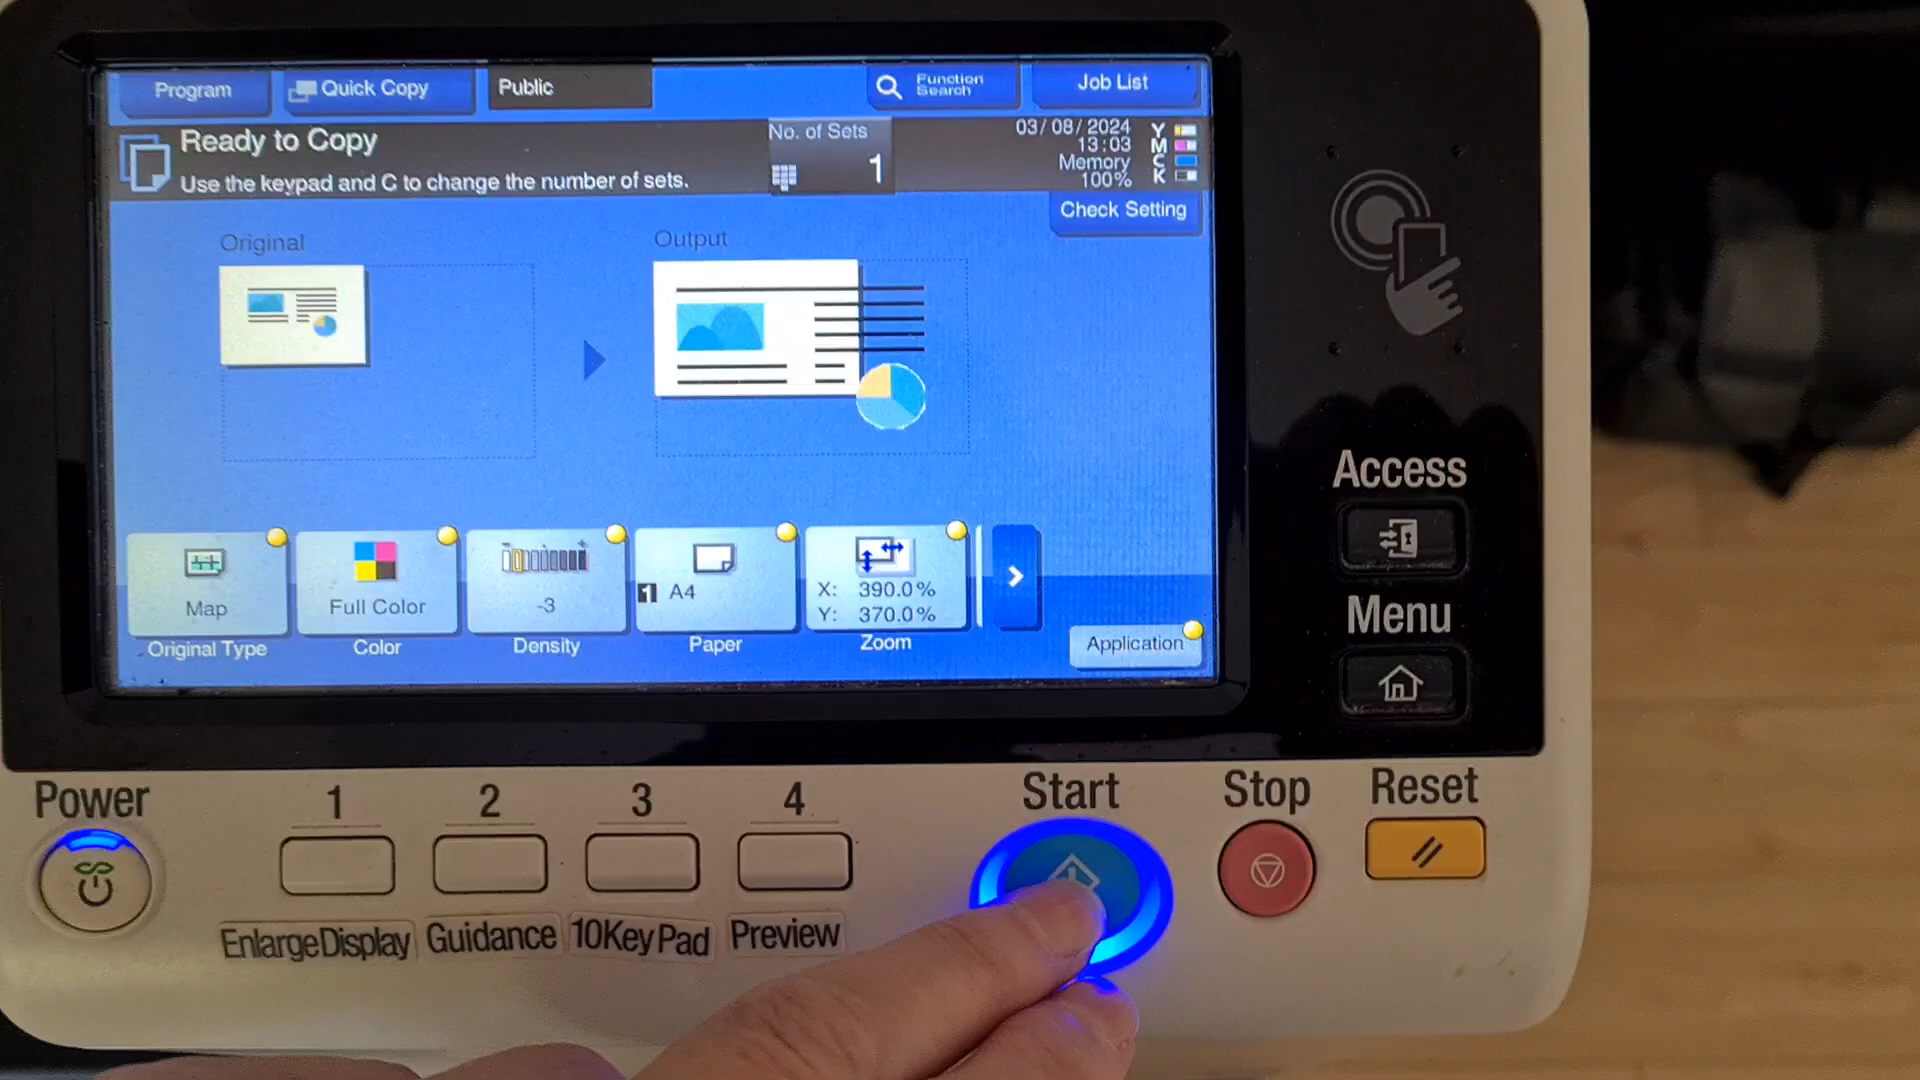 Program
Quick Copy
Public
Function
Search
Job List
Ready to Copy
Use the keypad and C to change the number of sets.
No. of Sets
1
03/08/2024
13:03
Memory
100%
Y
M
C
K
Check Setting
Original
Output
Map
Full Color
-3
1 A4
X: 390.0%
Y: 370.0%
Original Type
Color
Density
Paper
Zoom
Application
Access
Menu
Power
1
2
3
4
Start
Stop
Reset
EnlargeDisplay
Guidance
10KeyPad
Preview